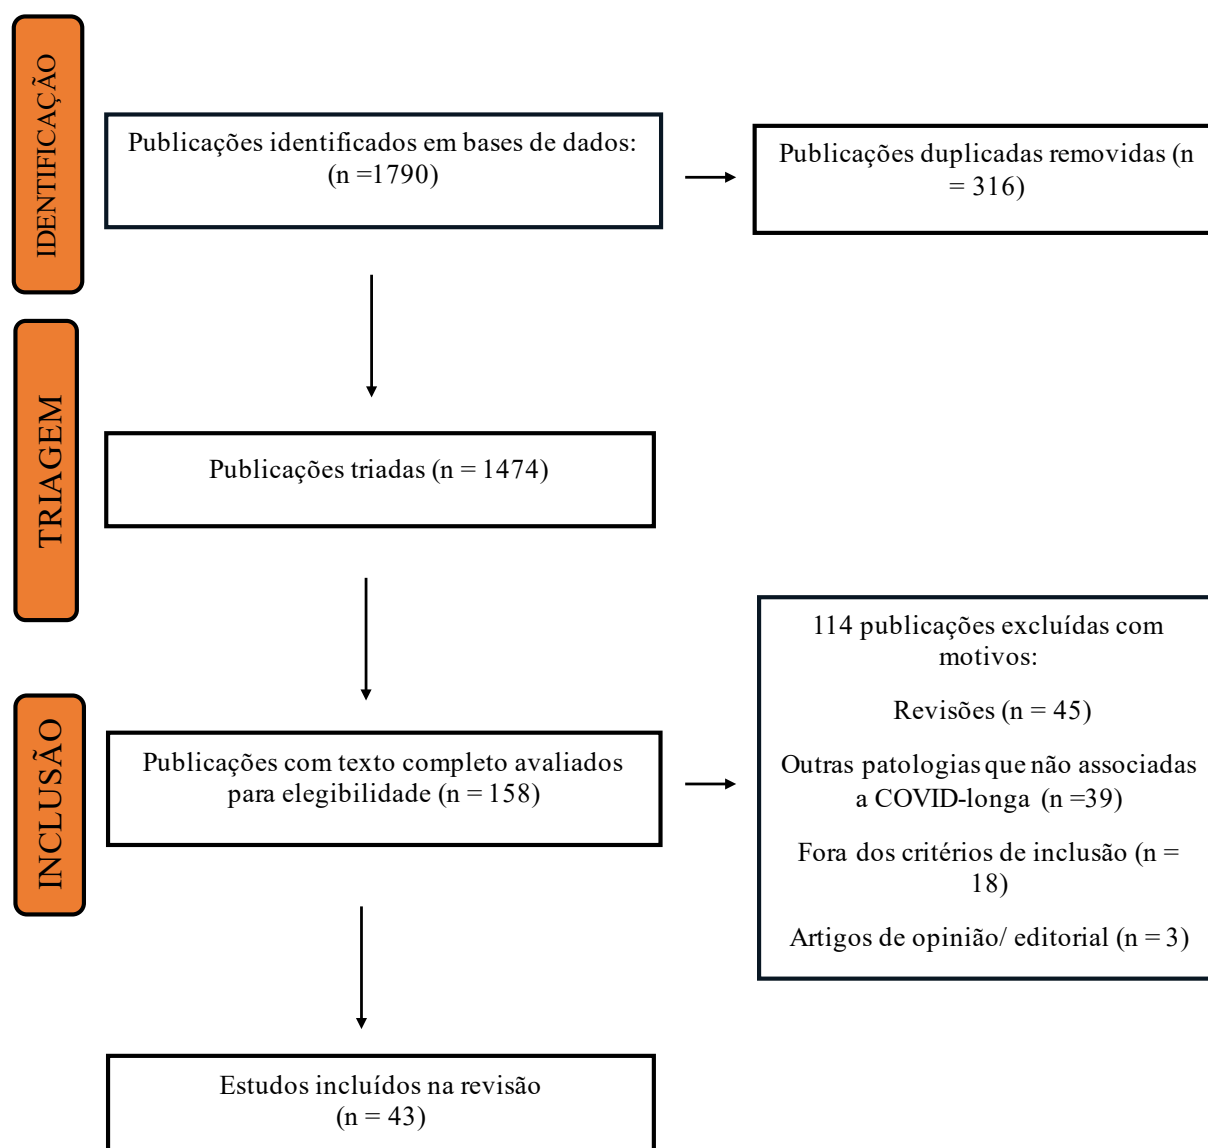 IDENTIFICAÇÃO
Publicações identificados em bases de dados:
(n =1790)
Publicações duplicadas removidas (n
= 316)
TRIAGEM
Publicações triadas (n = 1474)
INCLUSÃO
Publicações com texto completo avaliados
para elegibilidade (n = 158)
114 publicações excluídas com
motivos:
Revisões (n = 45)
Outras patologias que não associadas
a COVID-longa (n =39)
Fora dos critérios de inclusão (n =
18)
Artigos de opinião/ editorial (n = 3)
Estudos incluídos na revisão
(n = 43)